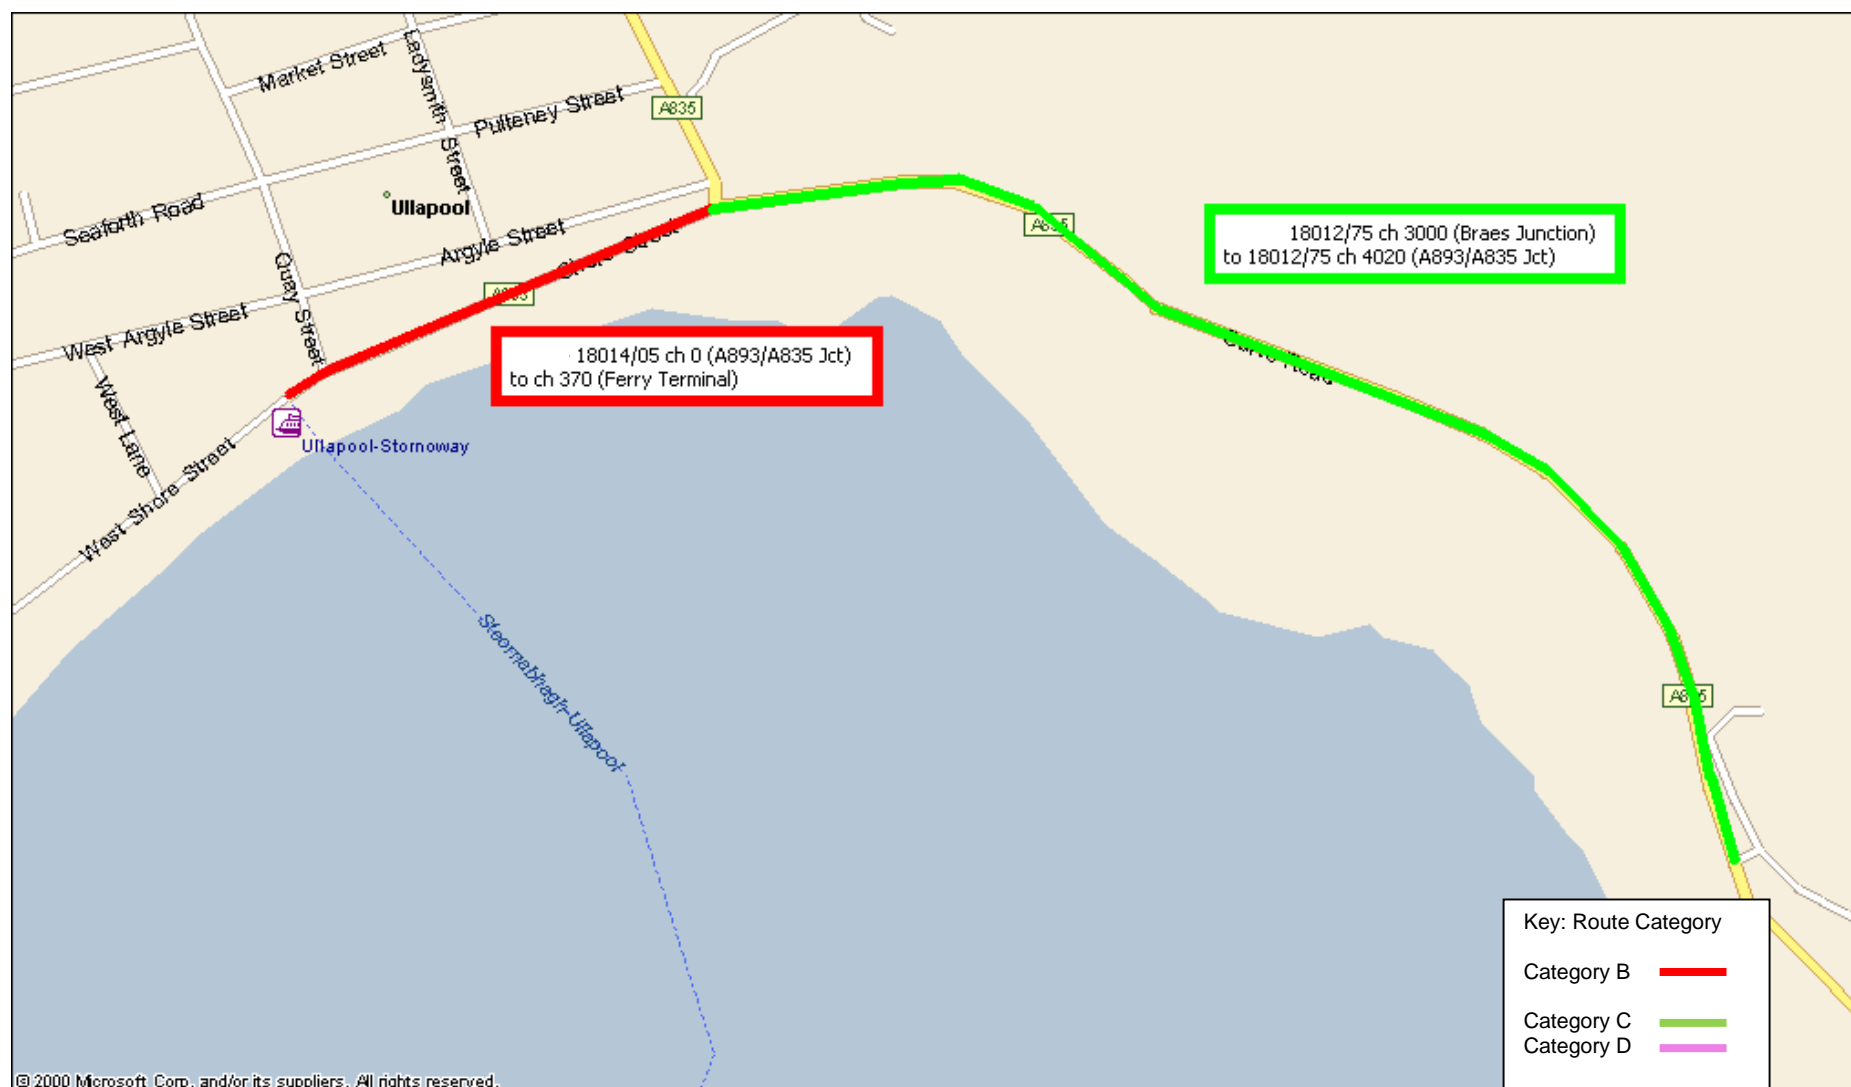 Market Street
Ladysmith Street
Pulteney Street
A835
Ullapool
Seaforth Road
Argyle Street
Street
Quay Street
West Argyle Street
West Lane
West Shore Street
Ullapool-Stornoway
Steornabhagh-Ullapool
18014/05 ch 0 (A893/A835 Jct)
to ch 370 (Ferry Terminal)
18012/75 ch 3000 (Braes Junction)
to 18012/75 ch 4020 (A893/A835 Jct)
A835
Road
Key: Route Category
Category B
Category C
Category D
© 2000 Microsoft Corp. and/or its suppliers. All rights reserved.